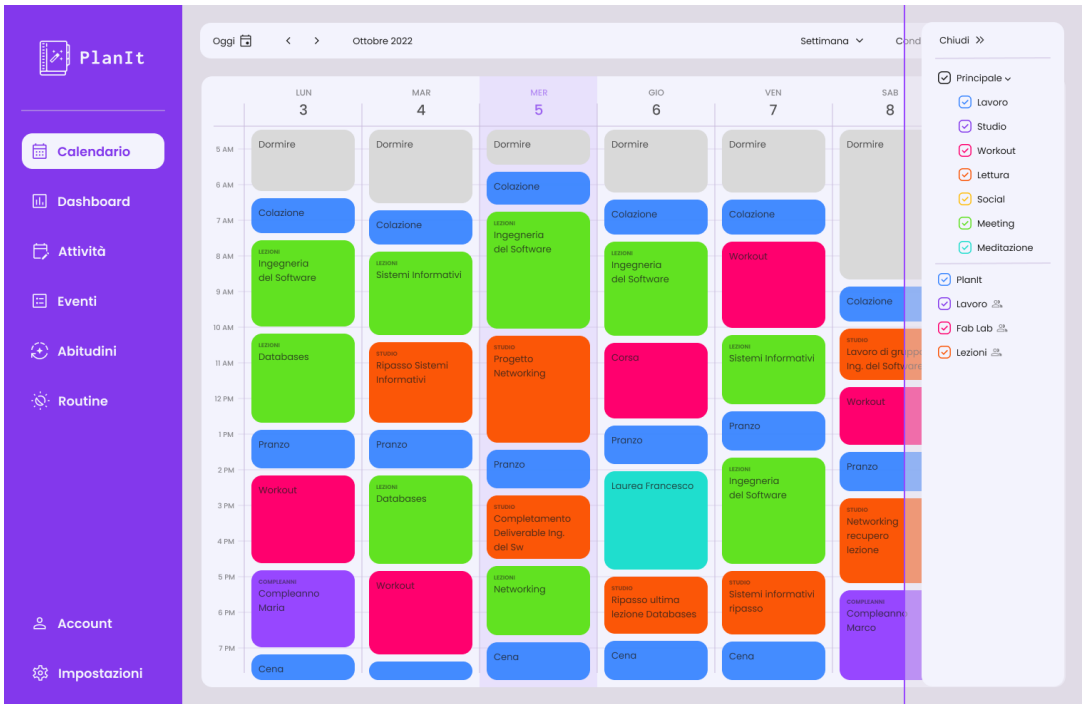 PlanIt
Calendario
Dashboard
Attività
Eventi
Abitudini
Routine
Account
Impostazioni
Oggi
Ottobre 2022
Settimana
Cond
LUN
3
MAR
4
MER
5
GIO
6
VEN
7
SAB
8
5 AM
6 AM
7 AM
8 AM
9 AM
10 AM
11 AM
12 PM
1 PM
2 PM
3 PM
4 PM
5 PM
6 PM
7 PM
Dormire
Colazione
LEZIONI
Ingegneria
del Software
LEZIONI
Databases
Pranzo
Workout
COMPLEANNI
Compleanno
Maria
Cena
Dormire
Colazione
LEZIONI
Sistemi Informativi
STUDIO
Ripasso Sistemi
Informativi
Pranzo
LEZIONI
Databases
Workout
Dormire
Colazione
LEZIONI
Ingegneria
del Software
STUDIO
Progetto
Networking
Pranzo
STUDIO
Completamento
Deliverable Ing.
del Sw
LEZIONI
Networking
Cena
Dormire
Colazione
LEZIONI
Ingegneria
del Software
Corsa
Pranzo
Laurea Francesco
STUDIO
Ripasso ultima
lezione Databases
Cena
Dormire
Colazione
Workout
LEZIONI
Sistemi Informativi
Pranzo
LEZIONI
Ingegneria
del Software
STUDIO
Sistemi informativi
ripasso
Cena
Dormire
Colazione
STUDIO
Lavoro di gruppo
Ing. del Software
Workout
Pranzo
STUDIO
Networking
recupero
lezione
COMPLEANNI
Compleanno
Marco
Chiudi
Principale
Lavoro
Studio
Workout
Lettura
Social
Meeting
Meditazione
PlanIt
Lavoro
Fab Lab
Lezioni